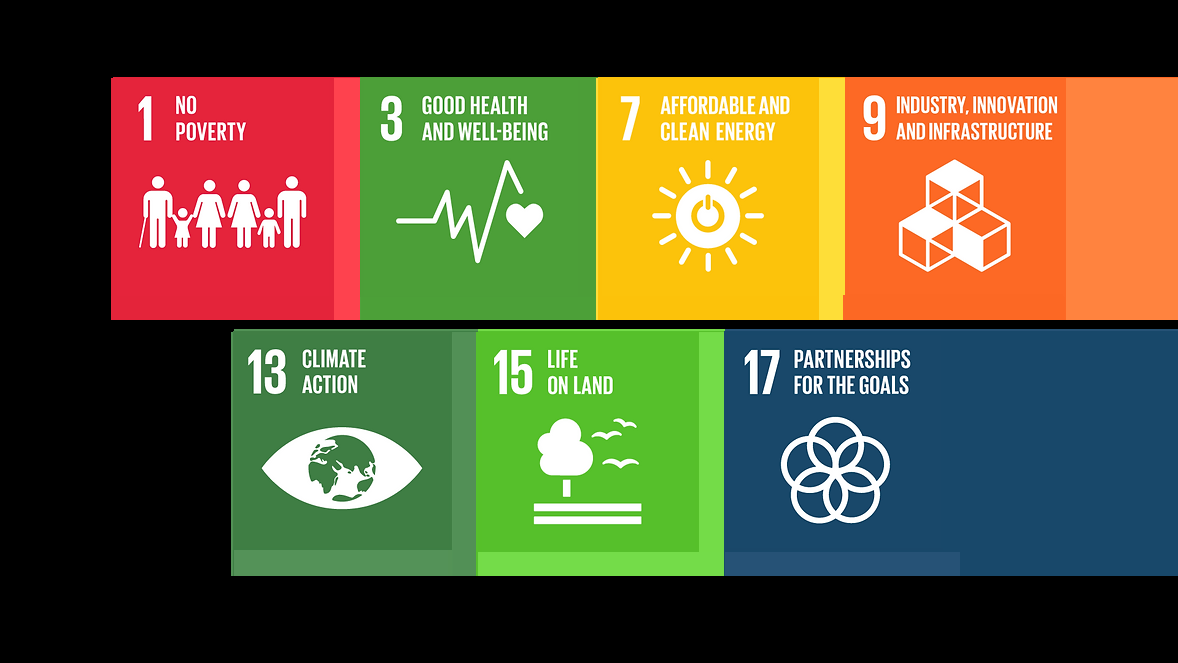 1 NO
POVERTY
3 GOOD HEALTH
AND WELL-BEING
7 AFFORDABLE AND
CLEAN ENERGY
9 INDUSTRY, INNOVATION
AND INFRASTRUCTURE
13 CLIMATE
ACTION
15 LIFE
ON LAND
17 PARTNERSHIPS
FOR THE GOALS